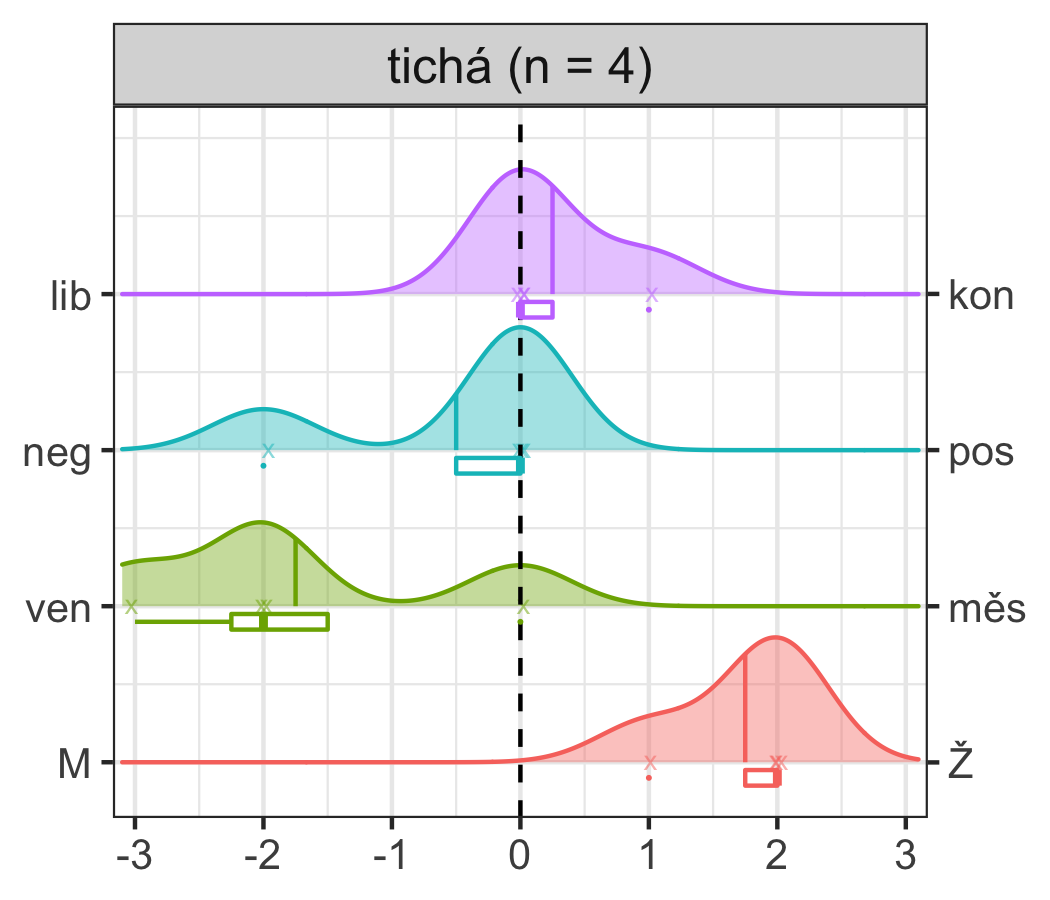 tichá (n = 4)
lib kon
neg pos
ven měs
M Ž
-3 -2 -1 0 1 2 3